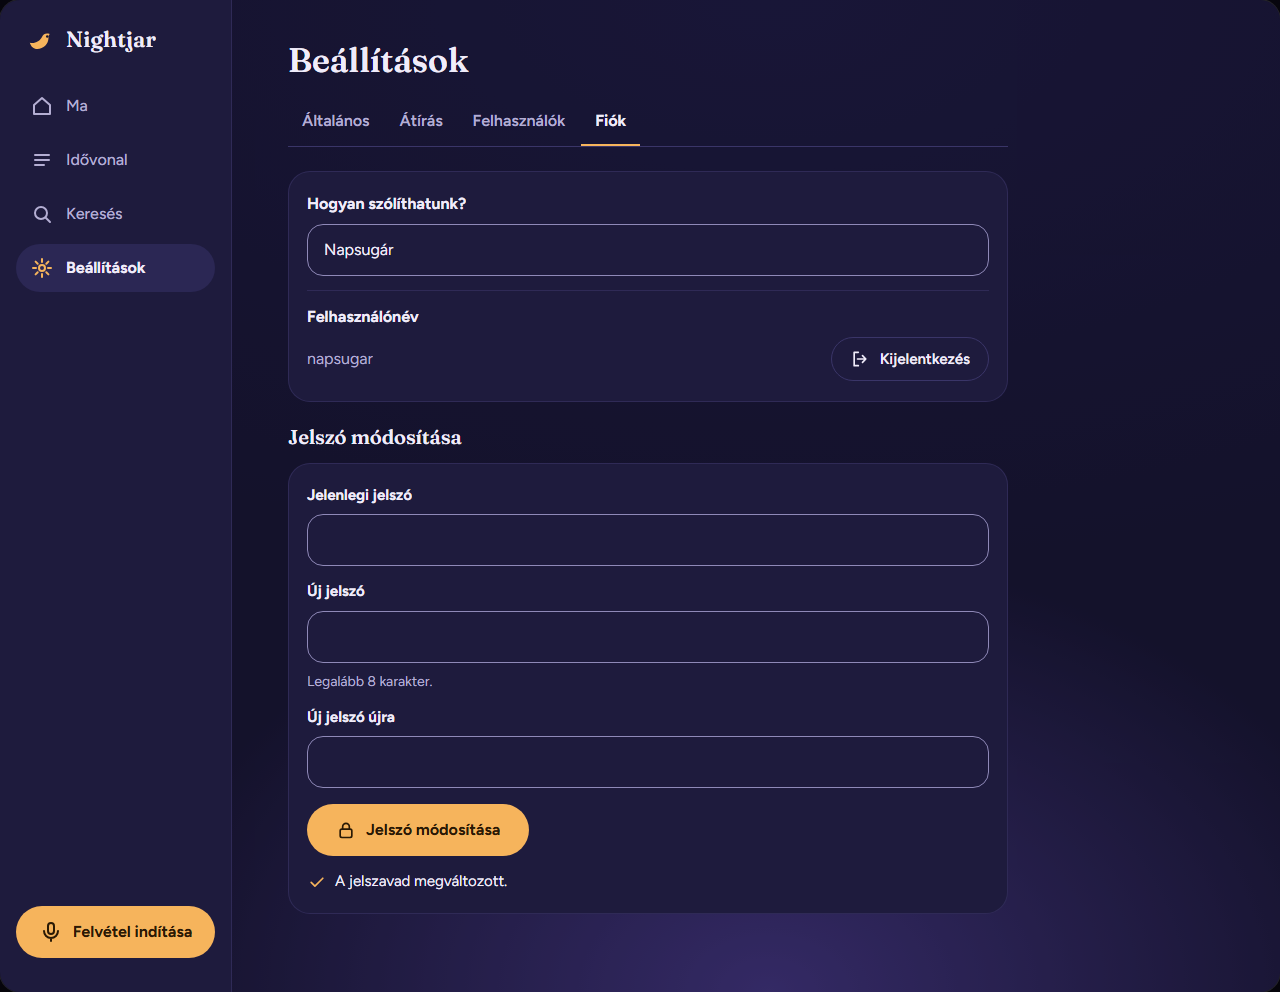 Nightjar
Ma
Idővonal
Keresés
Beállítások
Felvétel indítása
Beállítások
Általános
Átírás
Felhasználók
Fiók
Hogyan szólíthatunk?
Napsugár
Felhasználónév
napsugar
Kijelentkezés
Jelszó módosítása
Jelenlegi jelszó
Új jelszó
Legalább 8 karakter.
Új jelszó újra
Jelszó módosítása
A jelszavad megváltozott.